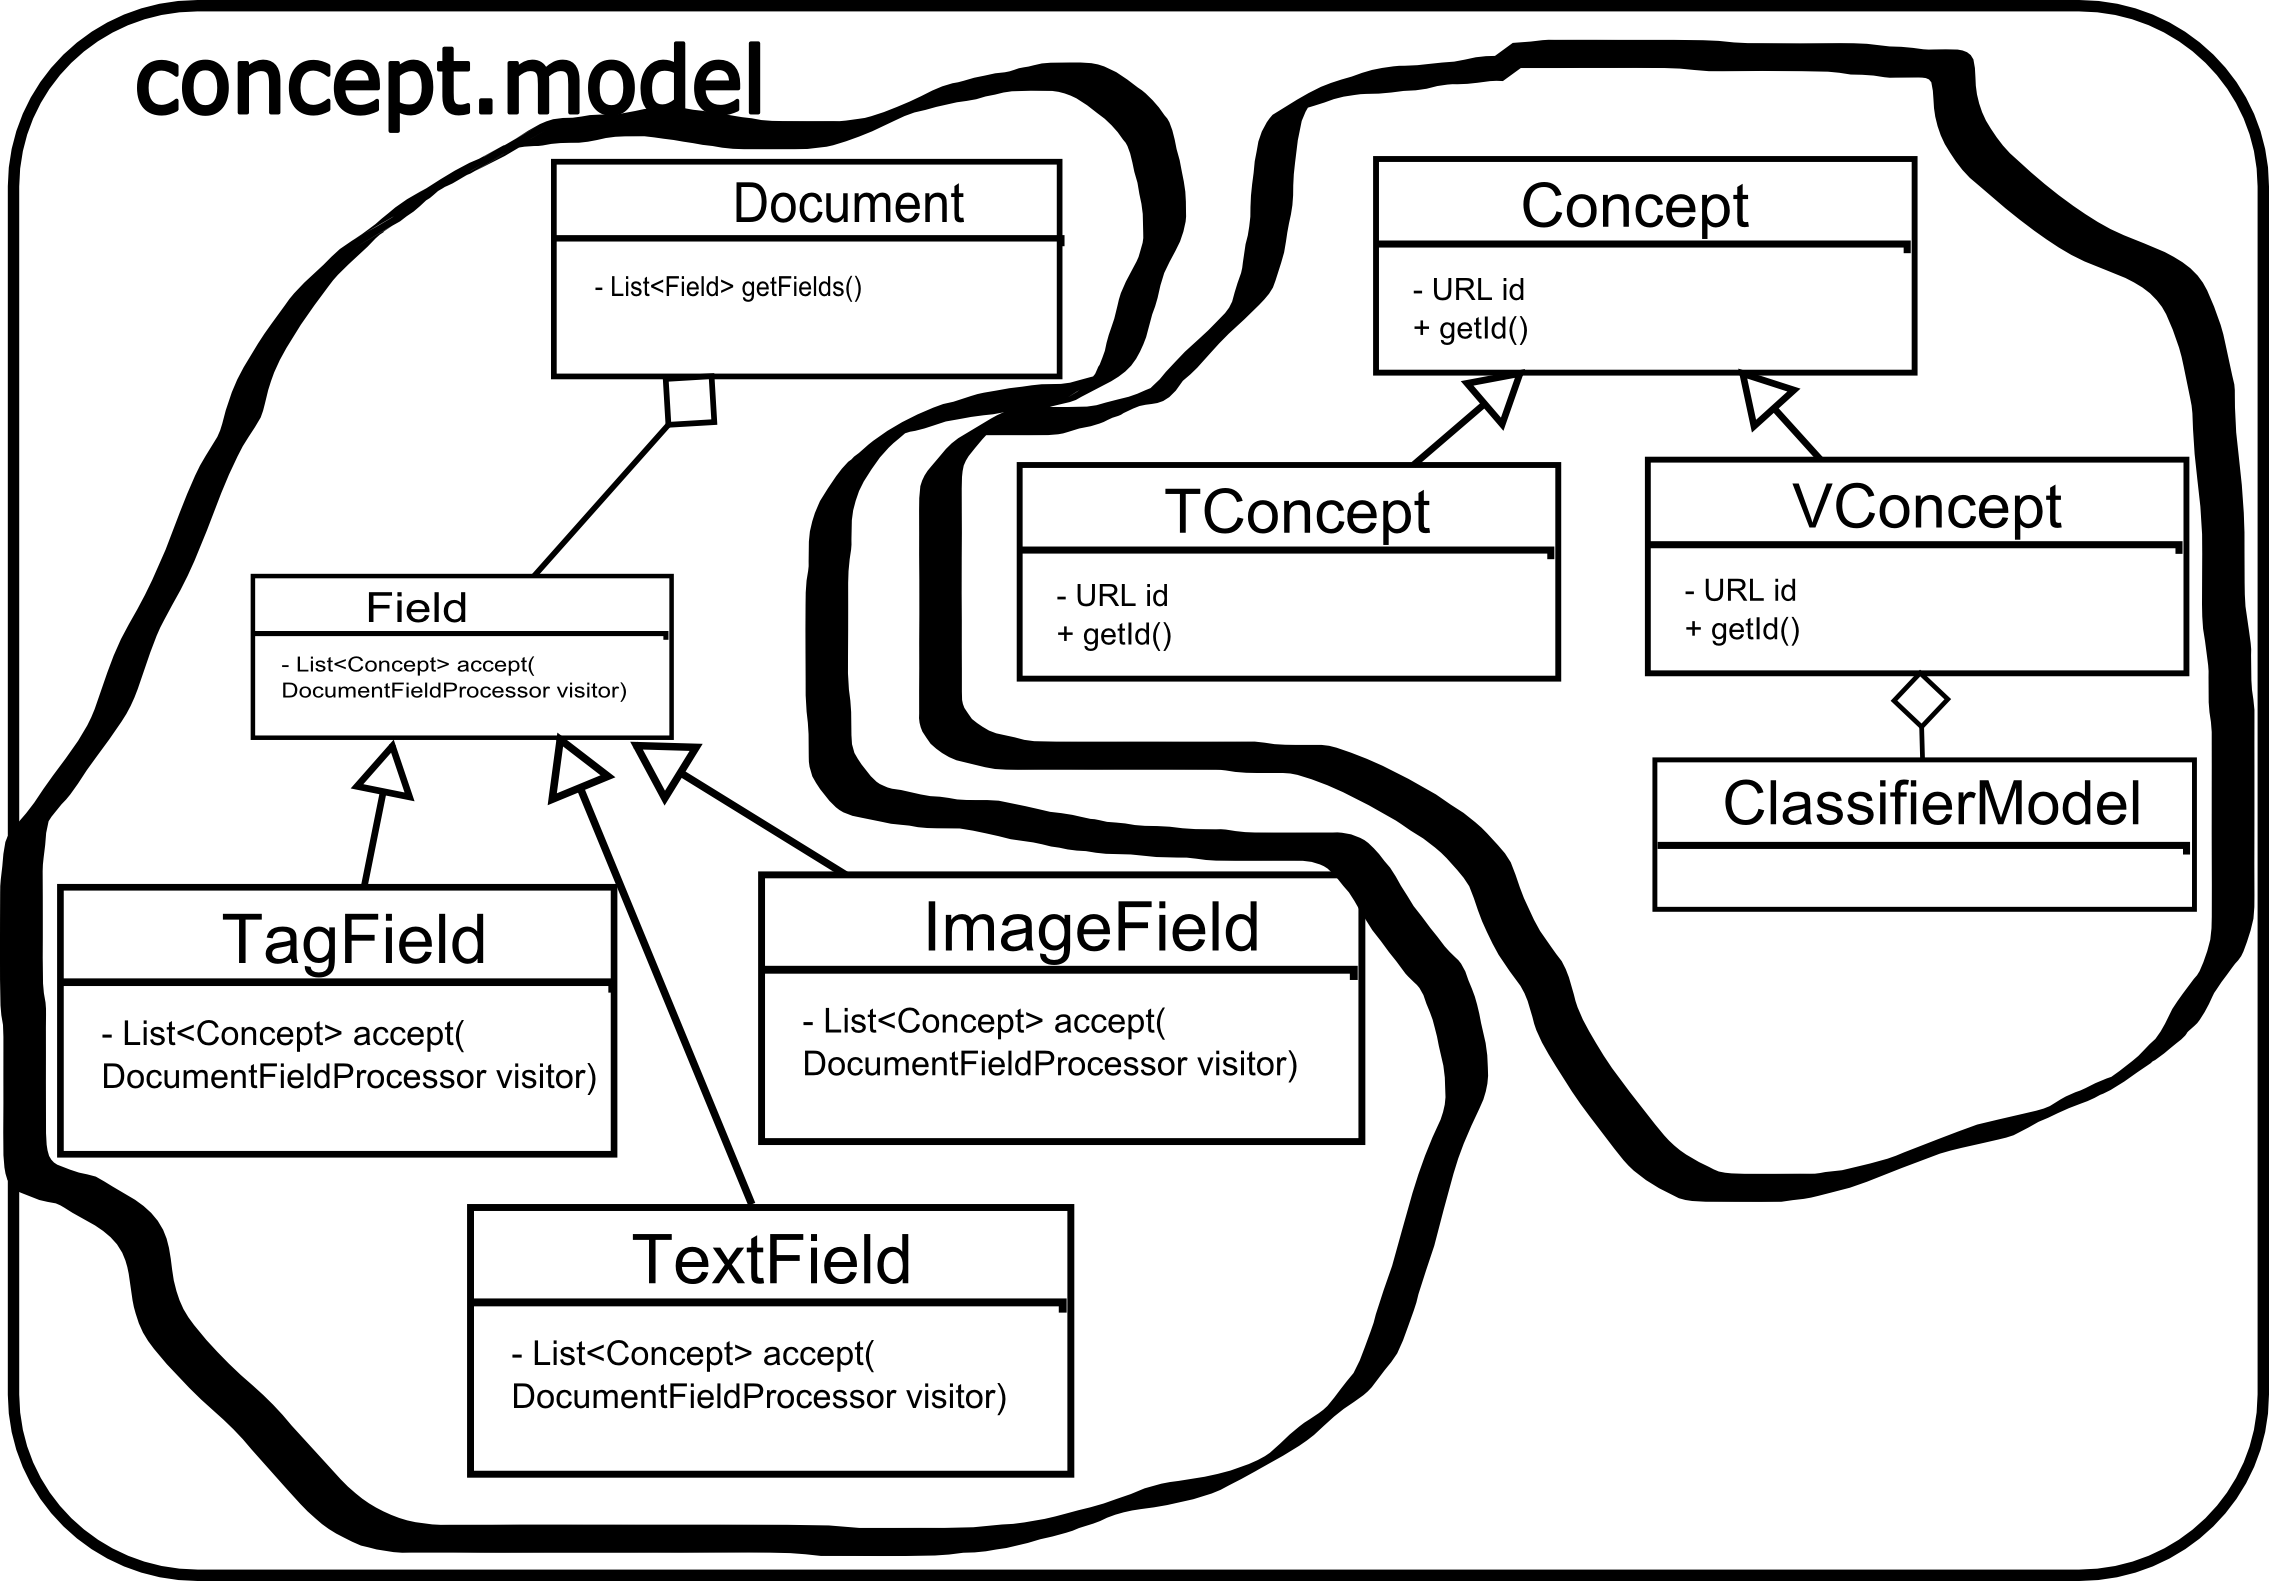 concept.model
Document
- List<Field> getFields()
Field
- List<Concept> accept(
DocumentFieldProcessor visitor)
TagField
- List<Concept> accept(
DocumentFieldProcessor visitor)
ImageField
- List<Concept> accept(
DocumentFieldProcessor visitor)
TextField
- List<Concept> accept(
DocumentFieldProcessor visitor)
Concept
- URL id
+ getId()
TConcept
- URL id
+ getId()
VConcept
- URL id
+ getId()
ClassifierModel